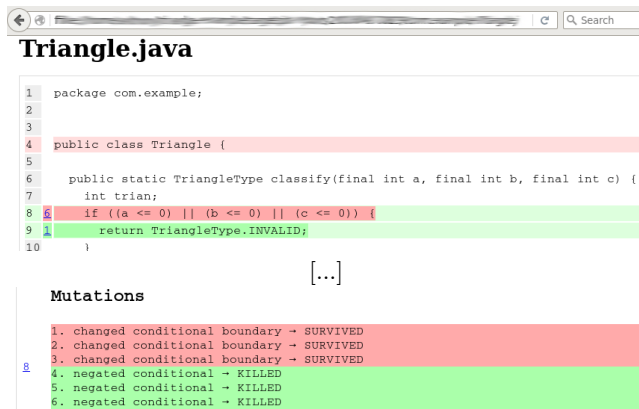 Search
Triangle.java
1 package com.example;
2
3
4 public class Triangle {
5
6 public static TriangleType classify(final int a, final int b, final int c) {
7 int trian;
8 6 if ((a <= 0) || (b <= 0) || (c <= 0)) {
9 1 return TriangleType.INVALID;
10 }
[...]
Mutations
1. changed conditional boundary → SURVIVED
2. changed conditional boundary → SURVIVED
3. changed conditional boundary → SURVIVED
8
4. negated conditional → KILLED
5. negated conditional → KILLED
6. negated conditional → KILLED